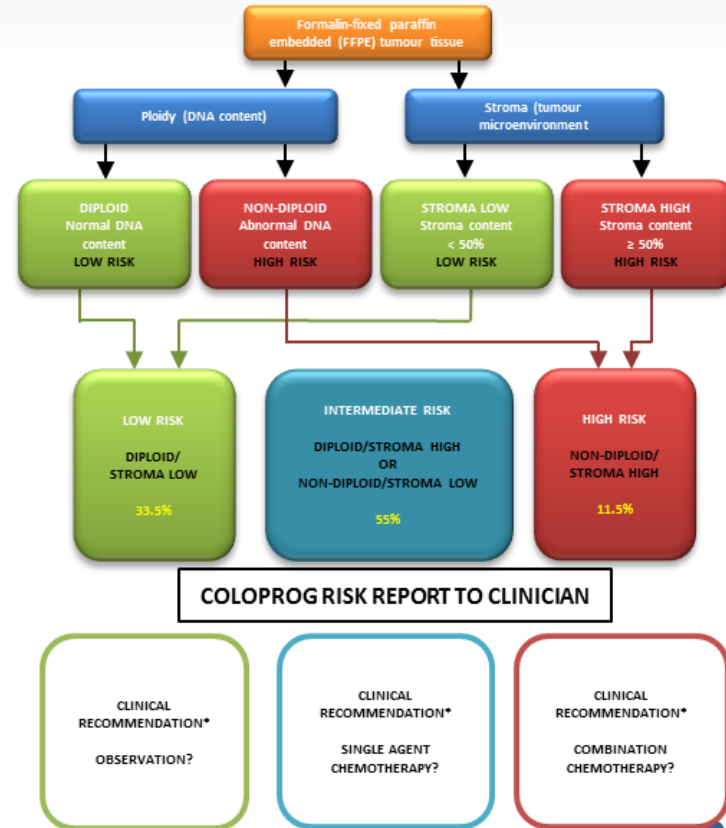 Formalin-fixed paraffin
embedded (FFPE) tumour tissue
Ploidy (DNA content)
Stroma (tumour
microenvironment
DIPLOID
Normal DNA
content
LOW RISK
NON-DIPLOID
Abnormal DNA
content
HIGH RISK
STROMA LOW
Stroma content
< 50%
LOW RISK
STROMA HIGH
Stroma content
≥ 50%
HIGH RISK
LOW RISK
DIPLOID/
STROMA LOW
33.5%
INTERMEDIATE RISK
DIPLOID/STROMA HIGH
OR
NON-DIPLOID/STROMA LOW
55%
HIGH RISK
NON-DIPLOID/
STROMA HIGH
11.5%
COLOPROG RISK REPORT TO CLINICIAN
CLINICAL
RECOMMENDATION*
OBSERVATION?
CLINICAL
RECOMMENDATION*
SINGLE AGENT
CHEMOTHERAPY?
CLINICAL
RECOMMENDATION*
COMBINATION
CHEMOTHERAPY?